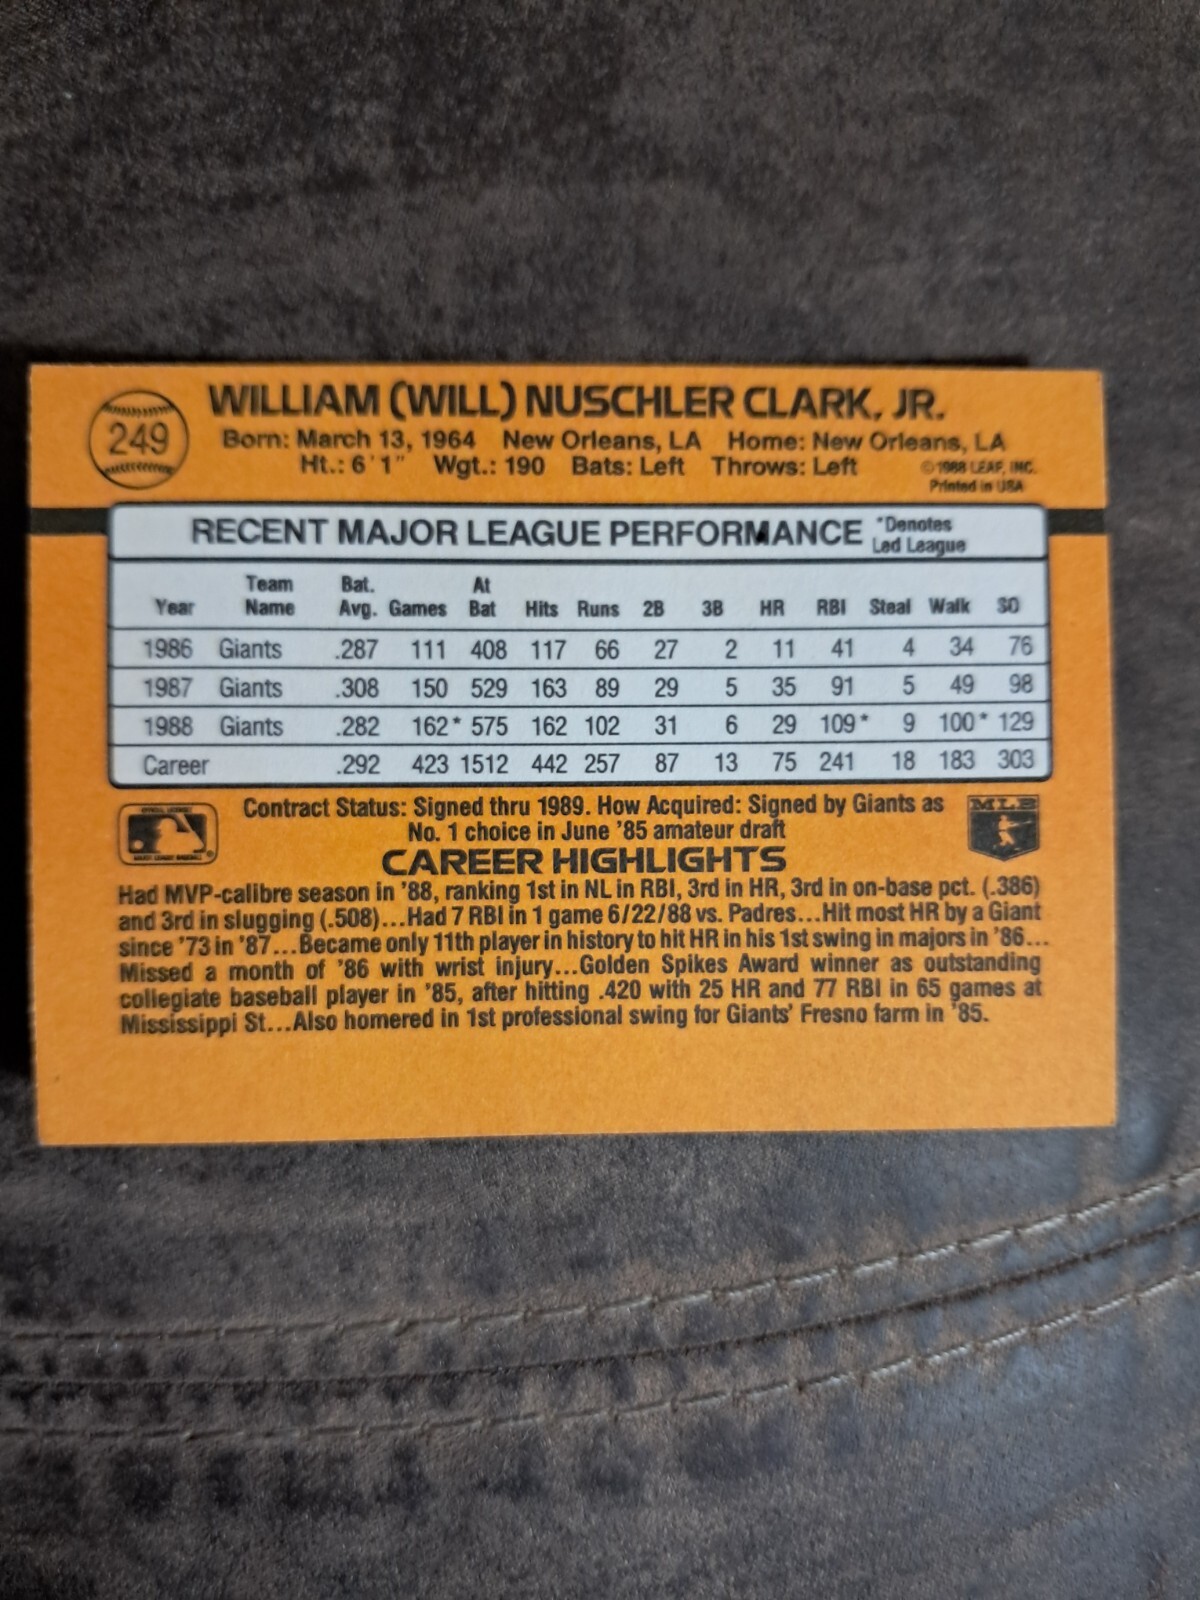 249
WILLIAM (WILL) NUSCHLER CLARK, JR.
Born: March 13, 1964 New Orleans, LA Home: New Orleans, LA
Ht.: 6'1" Wgt.: 190 Bats: Left Throws: Left
©1988 LEAF, INC.
Printed in USA
RECENT MAJOR LEAGUE PERFORMANCE
*Denotes
Led League
Year Team Name Bat. Avg. Games At Bat Hits Runs 2B 3B HR RBI Steal Walk SO
1986 Giants .287 111 408 117 66 27 2 11 41 4 34 76
1987 Giants .308 150 529 163 89 29 5 35 91 5 49 98
1988 Giants .282 162* 575 162 102 31 6 29 109* 9 100* 129
Career .292 423 1512 442 257 87 13 75 241 18 183 303
Contract Status: Signed thru 1989. How Acquired: Signed by Giants as
No. 1 choice in June '85 amateur draft
MLB
CAREER HIGHLIGHTS
Had MVP-calibre season in '88, ranking 1st in NL in RBI, 3rd in HR, 3rd in on-base pct. (.386)
and 3rd in slugging (.508)...Had 7 RBI in 1 game 6/22/88 vs. Padres...Hit most HR by a Giant
since '73 in '87...Became only 11th player in history to hit HR in his 1st swing in majors in '86...
Missed a month of '86 with wrist injury...Golden Spikes Award winner as outstanding
collegiate baseball player in '85, after hitting .420 with 25 HR and 77 RBI in 65 games at
Mississippi St...Also homered in 1st professional swing for Giants' Fresno farm in '85.